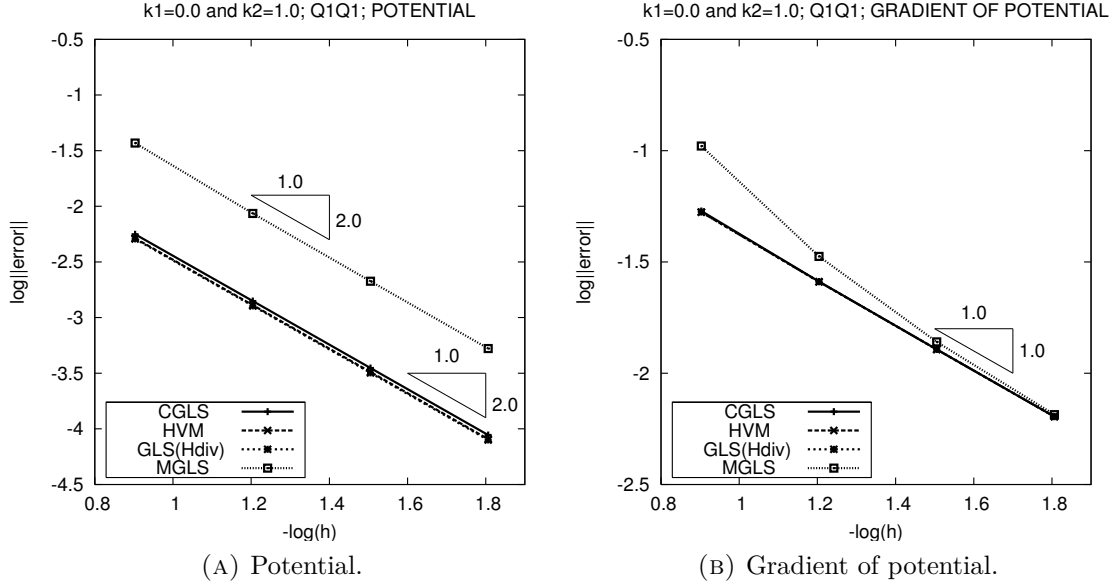 k1=0.0 and k2=1.0; Q1Q1; POTENTIAL
-0.5
-1
-1.5
-2
-2.5
-3
-3.5
-4
-4.5
log||error||
1.0
2.0
1.0
2.0
CGLS
HVM
GLS(Hdiv)
MGLS
0.8 1 1.2 1.4 1.6 1.8
-log(h)
(A) Potential.
k1=0.0 and k2=1.0; Q1Q1; GRADIENT OF POTENTIAL
-0.5
-1
-1.5
-2
-2.5
log||error||
1.0
1.0
CGLS
HVM
GLS(Hdiv)
MGLS
0.8 1 1.2 1.4 1.6 1.8
-log(h)
(B) Gradient of potential.